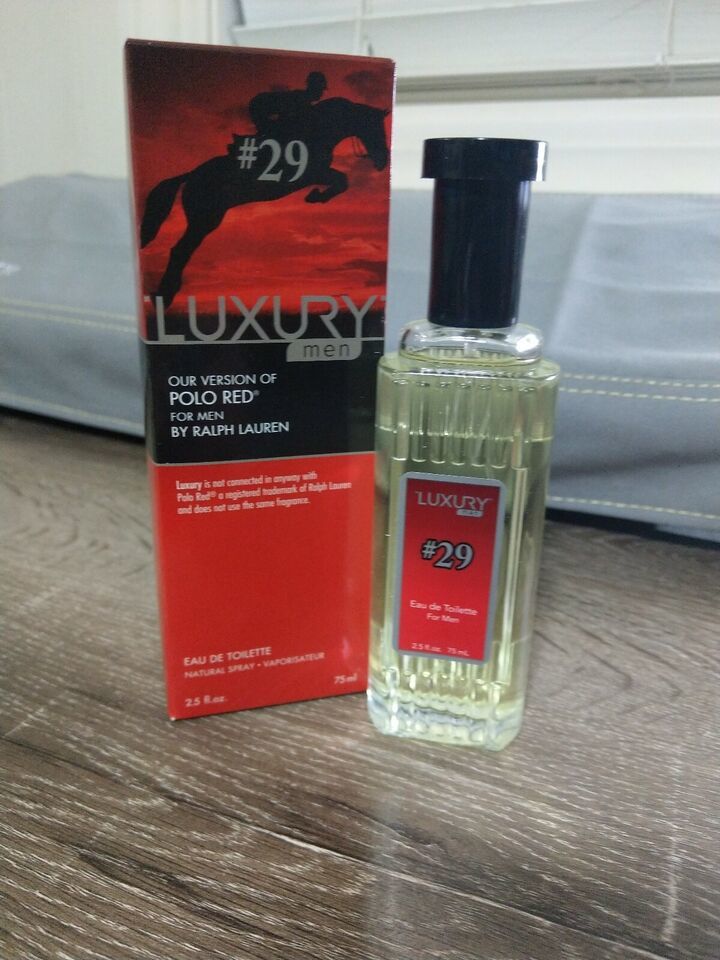 #29
"LUXURY"
men
OUR VERSION OF
POLO RED®
FOR MEN
BY RALPH LAUREN
Luxury is not connected in anyway with
Polo Red® a registered trademark of Ralph Lauren
and does not use the same fragrance.
EAU DE TOILETTE
NATURAL SPRAY • VAPORISATEUR
2.5 fl.oz.
75 ml
"LUXURY"
men
#29
Eau de Toilette
For Men
2.5 fl.oz. 75 mL